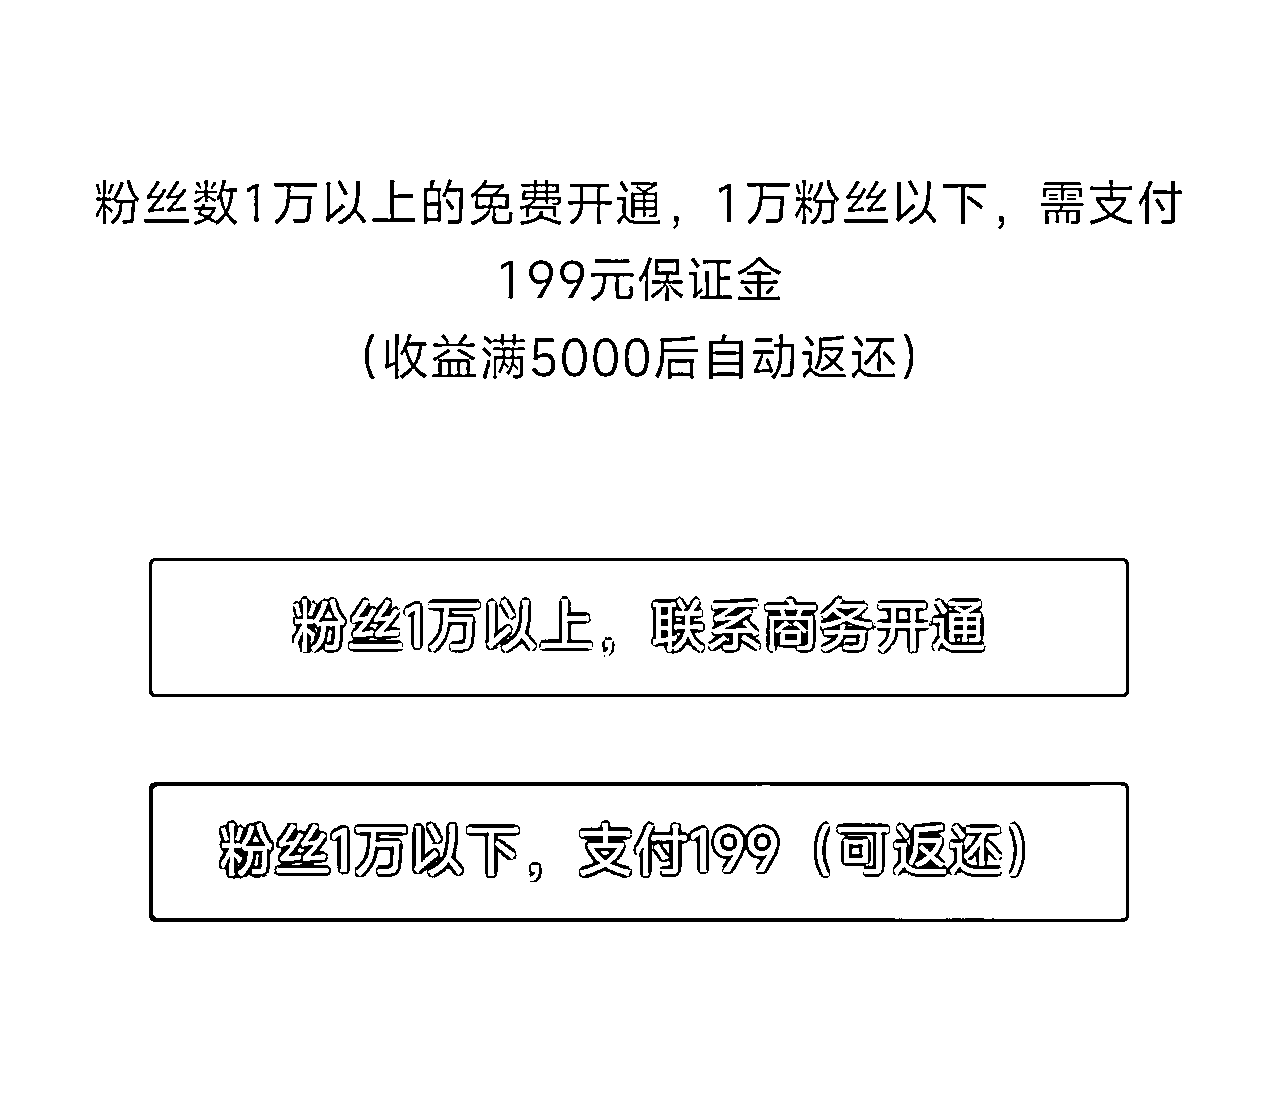 粉丝数1万以上的免费开通，1万粉丝以下，需支付
199元保证金
（收益满5000后自动返还）
粉丝1万以上，联系商务开通
粉丝1万以下，支付199（可返还）